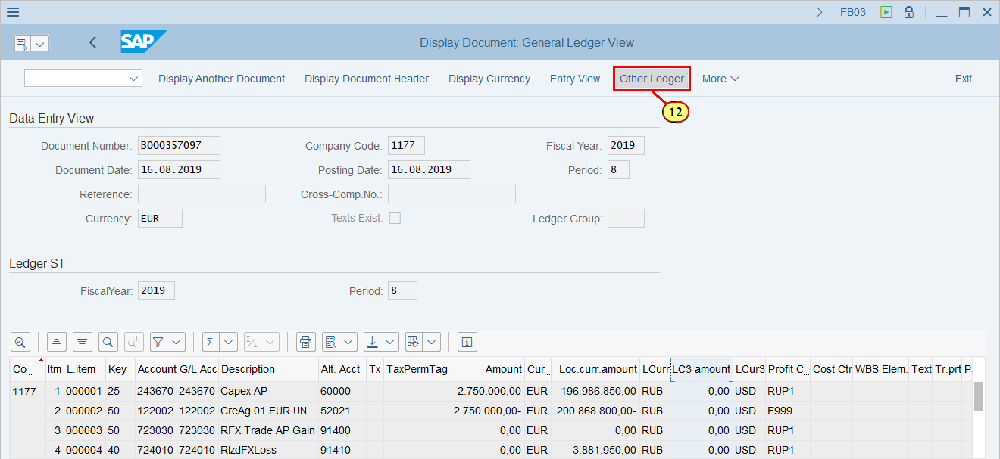 FB03
SAP Display Document: General Ledger View
Display Another Document Display Document Header Display Currency Entry View Other Ledger More Exit
12
Data Entry View
Document Number: 3000357097 Company Code: 1177 Fiscal Year: 2019
Document Date: 16.08.2019 Posting Date: 16.08.2019 Period: 8
Reference: Cross-Comp.No.:
Currency: EUR Texts Exist: Ledger Group:
Ledger ST
FiscalYear: 2019 Period: 8
Co... Itm L.item Key Account G/L Acc Description Alt. Acct Tx TaxPermTag Amount Cur... Loc.curr.amount LCurr LC3 amount LCur3 Profit C... Cost Ctr WBS Elem. Text Tr.prt P
1177 1 000001 25 243670 243670 Capex AP 60000 2.750.000,00 EUR 196.986.850,00 RUB 0,00 USD RUP1
2 000002 50 122002 122002 CreAg 01 EUR UN 52021 2.750.000,00- EUR 200.868.800,00- RUB 0,00 USD F999
3 000003 50 723030 723030 RFX Trade AP Gain 91400 0,00 EUR 0,00 RUB 0,00 USD RUP1
4 000004 40 724010 724010 RlzdFXLoss 91410 0,00 EUR 3.881.950,00 RUB 0,00 USD RUP1